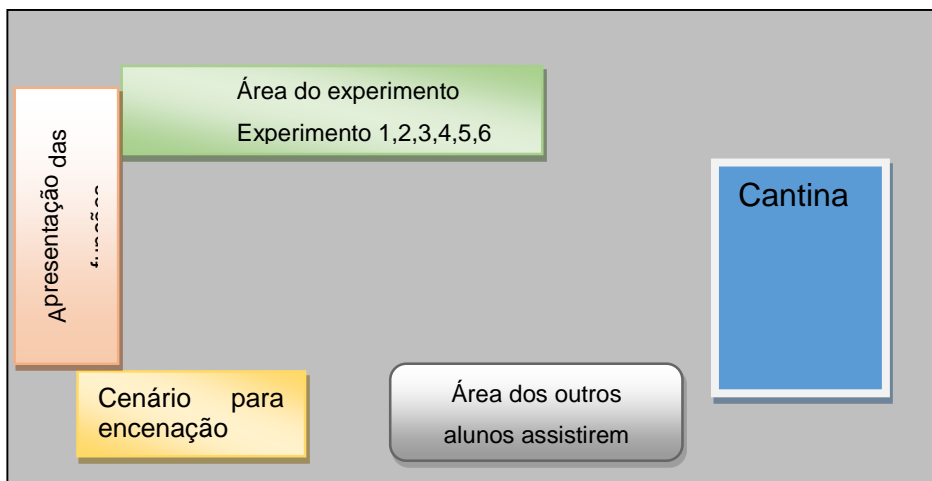 Área do experimento
Experimento 1,2,3,4,5,6
Apresentação das
Cantina
Cenário para
encenação
Área dos outros
alunos assistirem